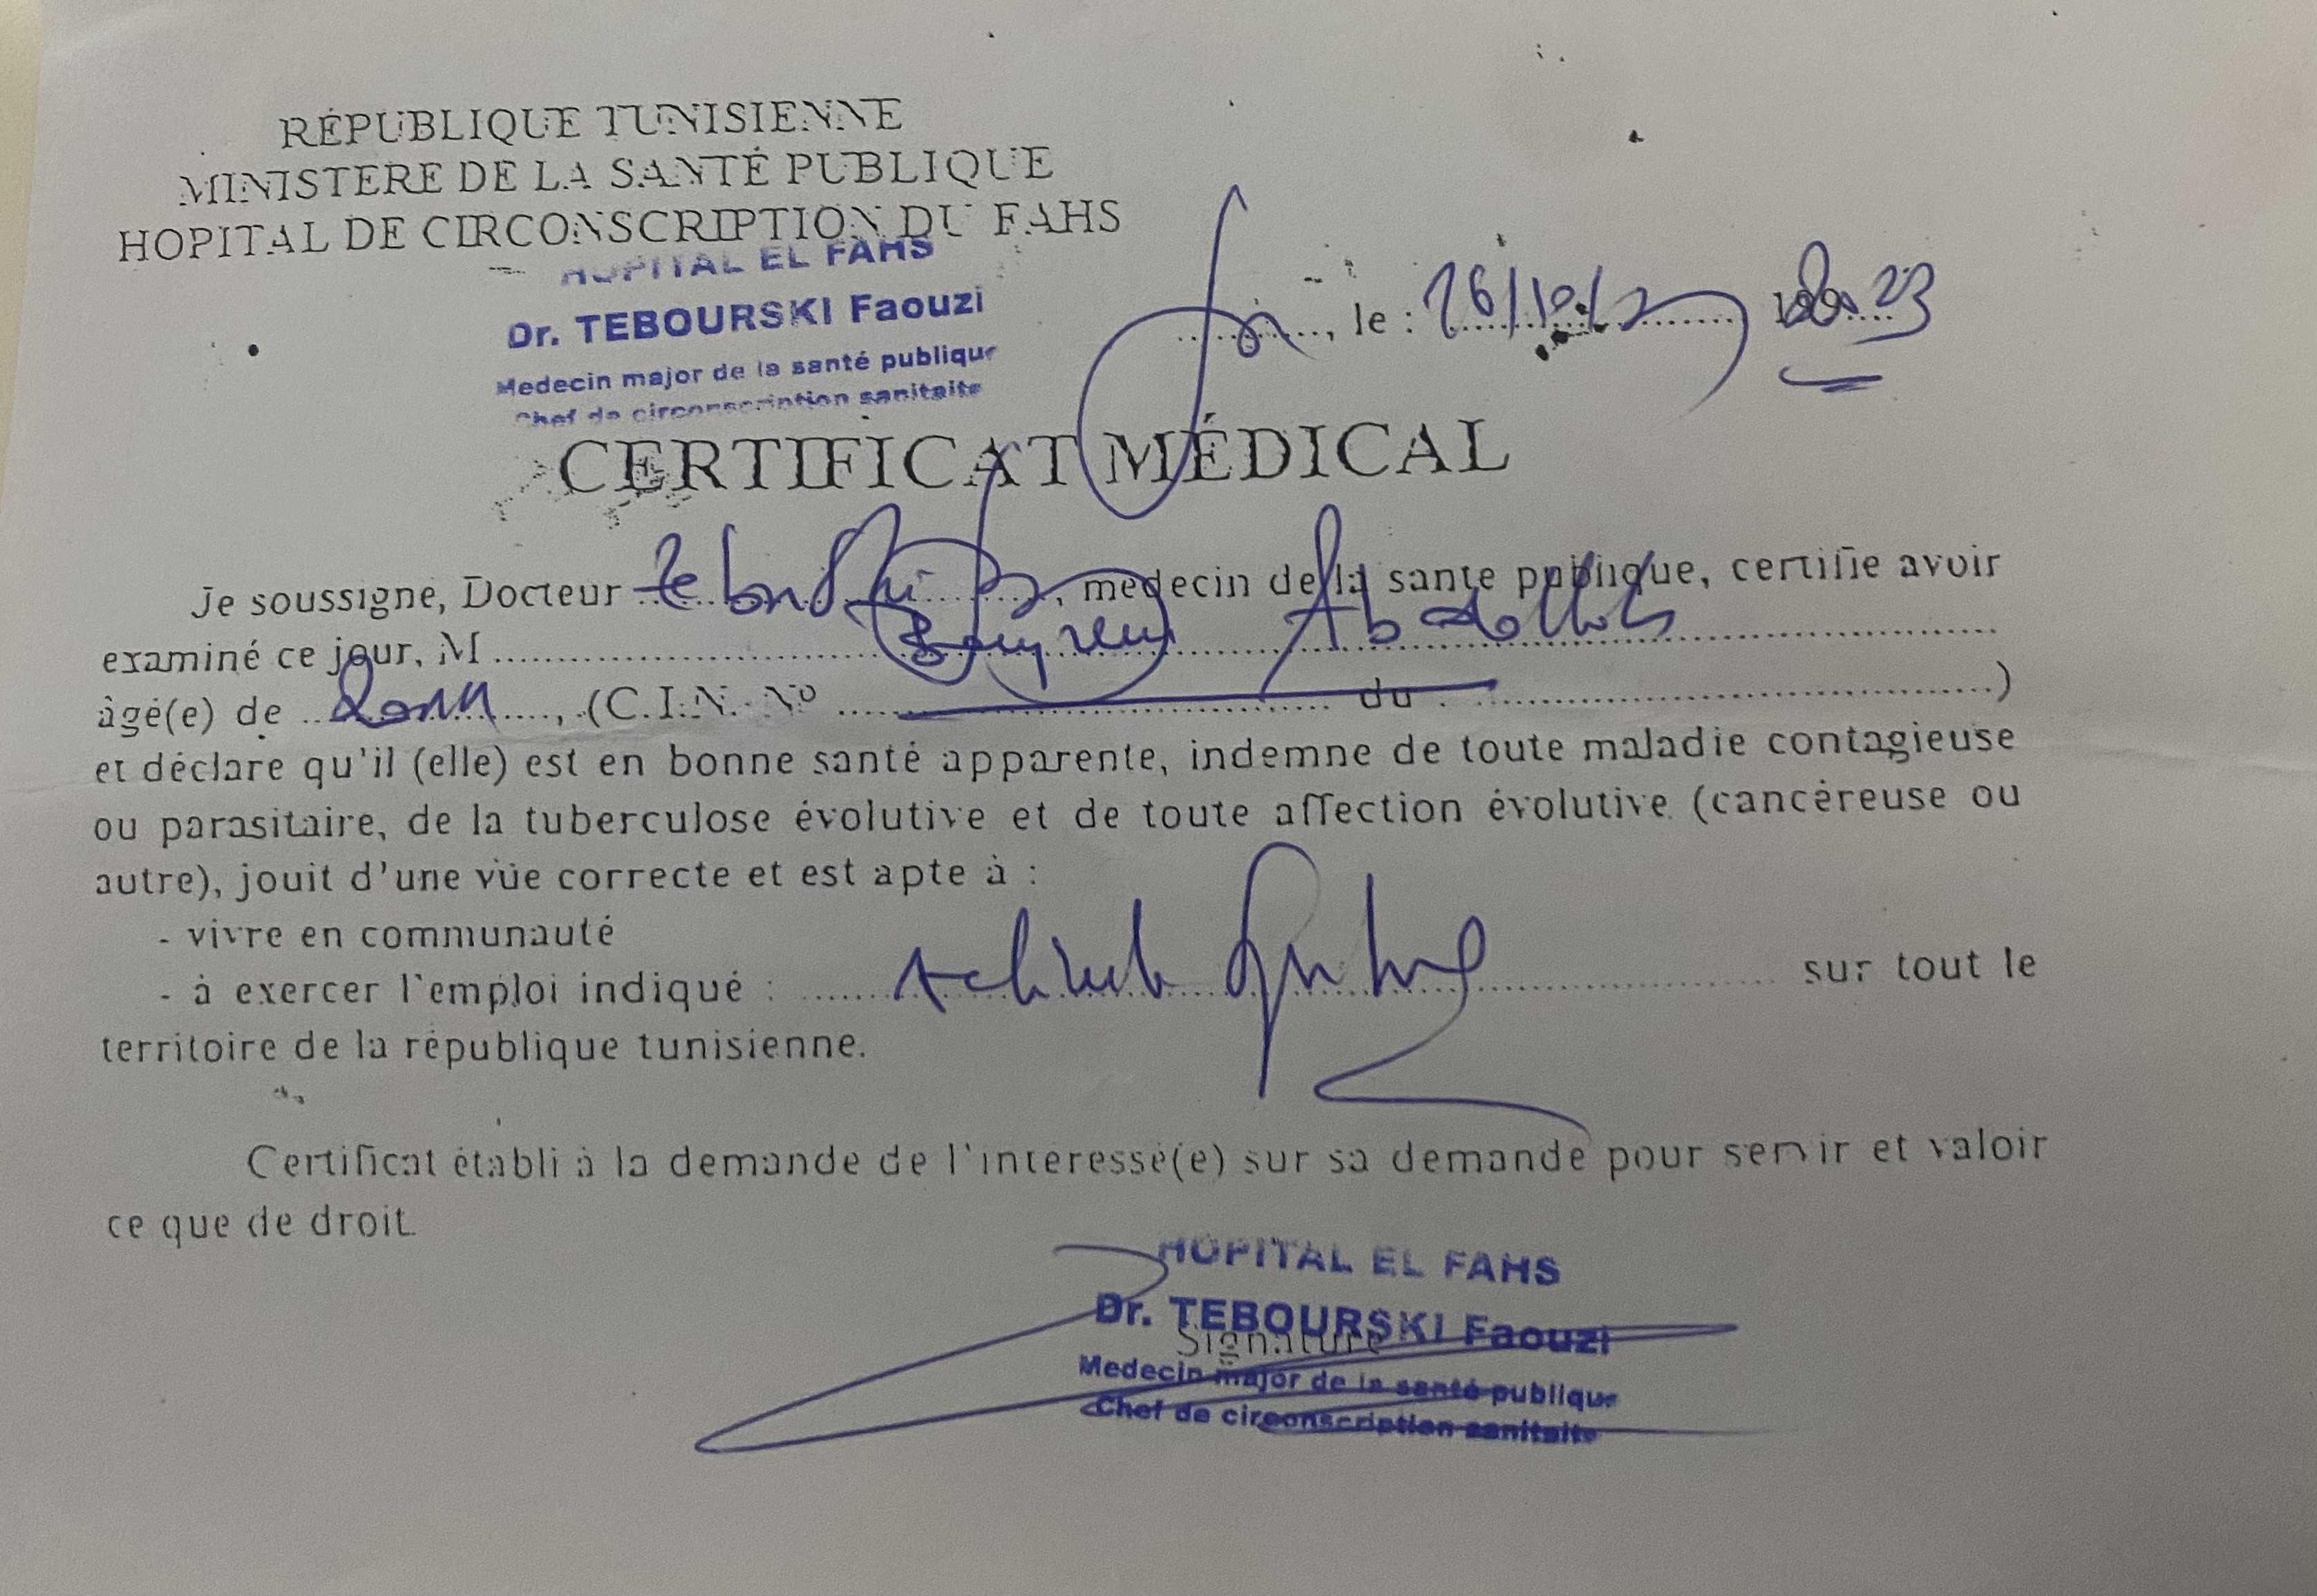 RÉPUBLIQUE TUNISIENNE
MINISTERE DE LA SANTÉ PUBLIQUE
HOPITAL DE CIRCONSCRIPTION DU FAHS
HOPITAL EL FAHS
Dr. TEBOURSKI Faouzi
Medecin major de la santé publique
Chef de circonscription sanitaite
, le : 26/10/ 2023
CERTIFICAT MÉDICAL
Je soussigne, Docteur , medecin de la sante publique, certifie avoir
examiné ce jour, M Abdellah
âgé(e) de , (C.I.N. Nº du )
et déclare qu'il (elle) est en bonne santé apparente, indemne de toute maladie contagieuse
ou parasitaire, de la tuberculose évolutive et de toute affection évolutive (cancéreuse ou
autre), jouit d'une vüe correcte et est apte à :
- vivre en communauté
- à exercer l'emploi indiqué : sur tout le
territoire de la république tunisienne.
Certificat établi à la demande de l'interessé(e) sur sa demande pour servir et valoir
ce que de droit.
HOPITAL EL FAHS
Dr. TEBOURSKI Faouzi
Signature
Medecin major de la santé publique
Chef de circonscription sanitaite